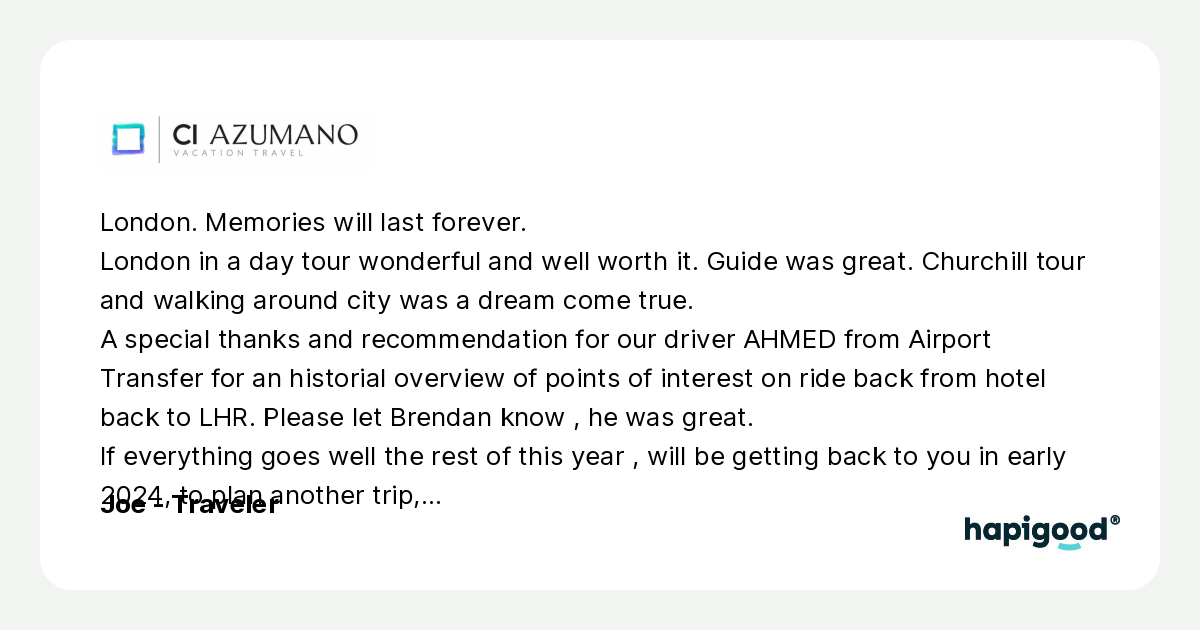 CI AZUMANO
VACATION TRAVEL
London. Memories will last forever.
London in a day tour wonderful and well worth it. Guide was great. Churchill tour
and walking around city was a dream come true.
A special thanks and recommendation for our driver AHMED from Airport
Transfer for an historial overview of points of interest on ride back from hotel
back to LHR. Please let Brendan know , he was great.
If everything goes well the rest of this year , will be getting back to you in early
2024, to plan another trip,...
Joe - Traveler
hapigood®